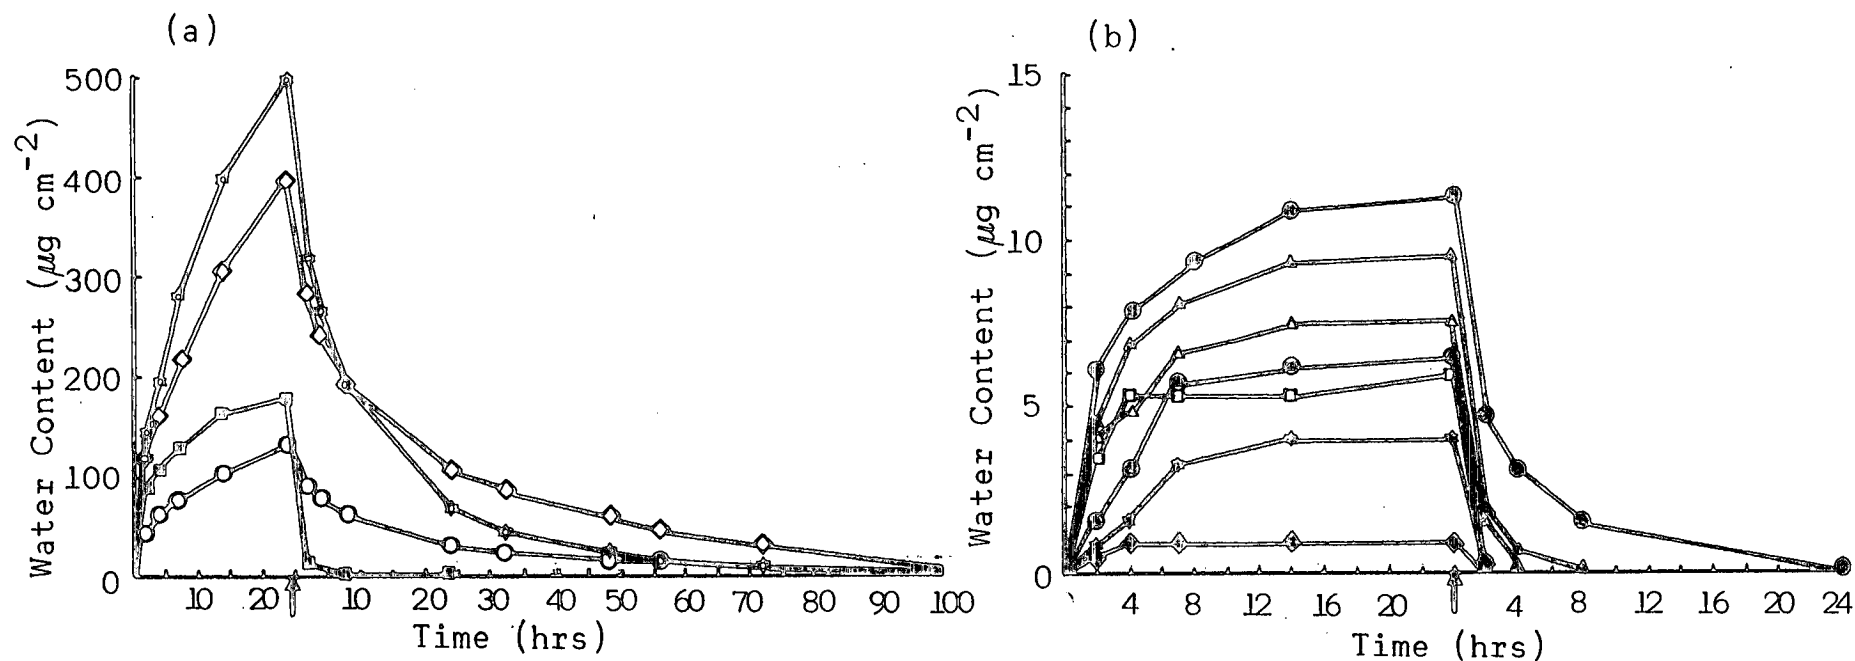 (a)
Water Content (μg cm-2)
500
400
300
200
100
0
10 20 10 20 30 40 50 60 70 80 90 100
Time (hrs)
(b)
Water Content (μg cm-2)
15
10
5
0
4 8 12 16 20 4 8 12 16 20 24
Time (hrs)